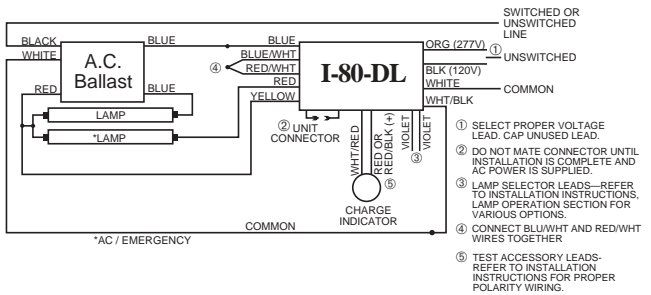 SWITCHED OR
UNSWITCHED
LINE
BLACK
BLUE
BLUE
ORG (277V)
①
WHITE
A.C.
Ballast
BLUE/WHT
④
RED/WHT
I-80-DL
UNSWITCHED
BLK (120V)
RED
BLUE
RED
WHITE
COMMON
YELLOW
WHT/BLK
LAMP
*LAMP
② UNIT
CONNECTOR
WHT/RED
RED OR
RED/BLK (+)
⑤
VIOLET
VIOLET
③
CHARGE
INDICATOR
COMMON
*AC / EMERGENCY
① SELECT PROPER VOLTAGE
LEAD. CAP UNUSED LEAD.
② DO NOT MATE CONNECTOR UNTIL
INSTALLATION IS COMPLETE AND
AC POWER IS SUPPLIED.
③ LAMP SELECTOR LEADS—REFER
TO INSTALLATION INSTRUCTIONS,
LAMP OPERATION SECTION FOR
VARIOUS OPTIONS.
④ CONNECT BLU/WHT AND RED/WHT
WIRES TOGETHER
⑤ TEST ACCESSORY LEADS-
REFER TO INSTALLATION
INSTRUCTIONS FOR PROPER
POLARITY WIRING.